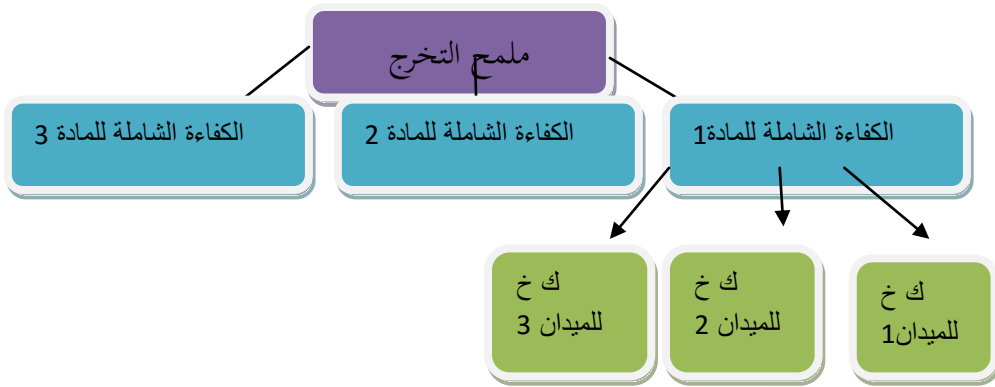 ملمح التخرج
الكفاءة الشاملة للمادة1
الكفاءة الشاملة للمادة 2
الكفاءة الشاملة للمادة 3
ك خ
للميدان1
ك خ
للميدان 2
ك خ
للميدان 3